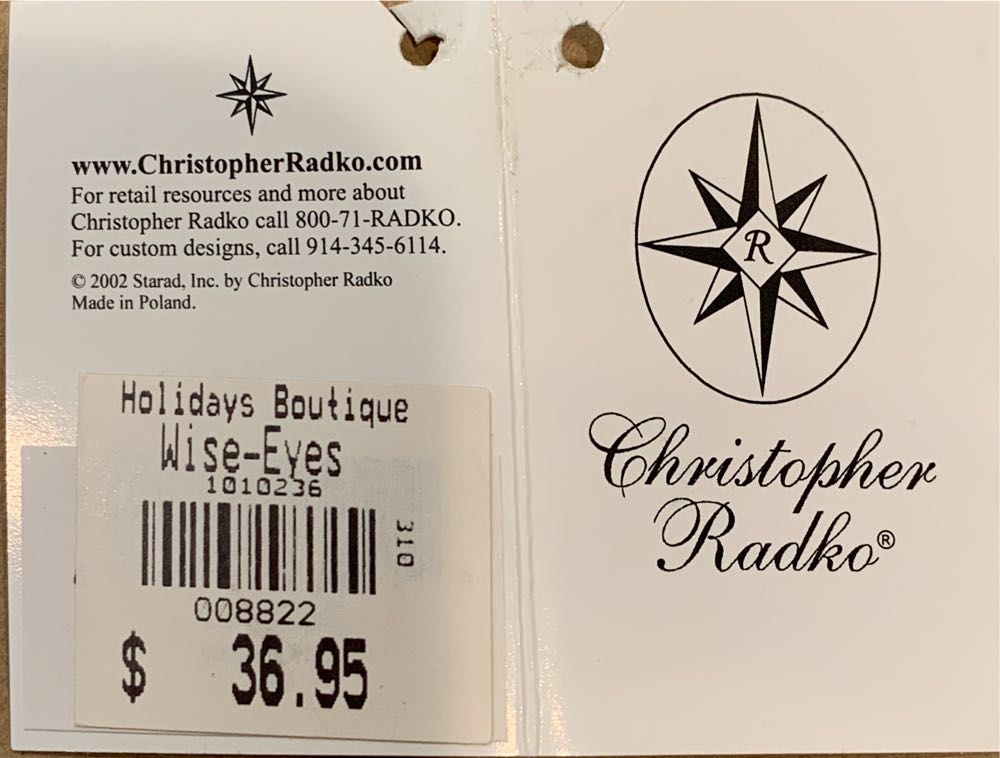 www.ChristopherRadko.com
For retail resources and more about
Christopher Radko call 800-71-RADKO.
For custom designs, call 914-345-6114.
© 2002 Starad, Inc. by Christopher Radko
Made in Poland.
Holidays Boutique
Wise-Eyes
1010236
310
008822
$ 36.95
R
Christopher
Radko®